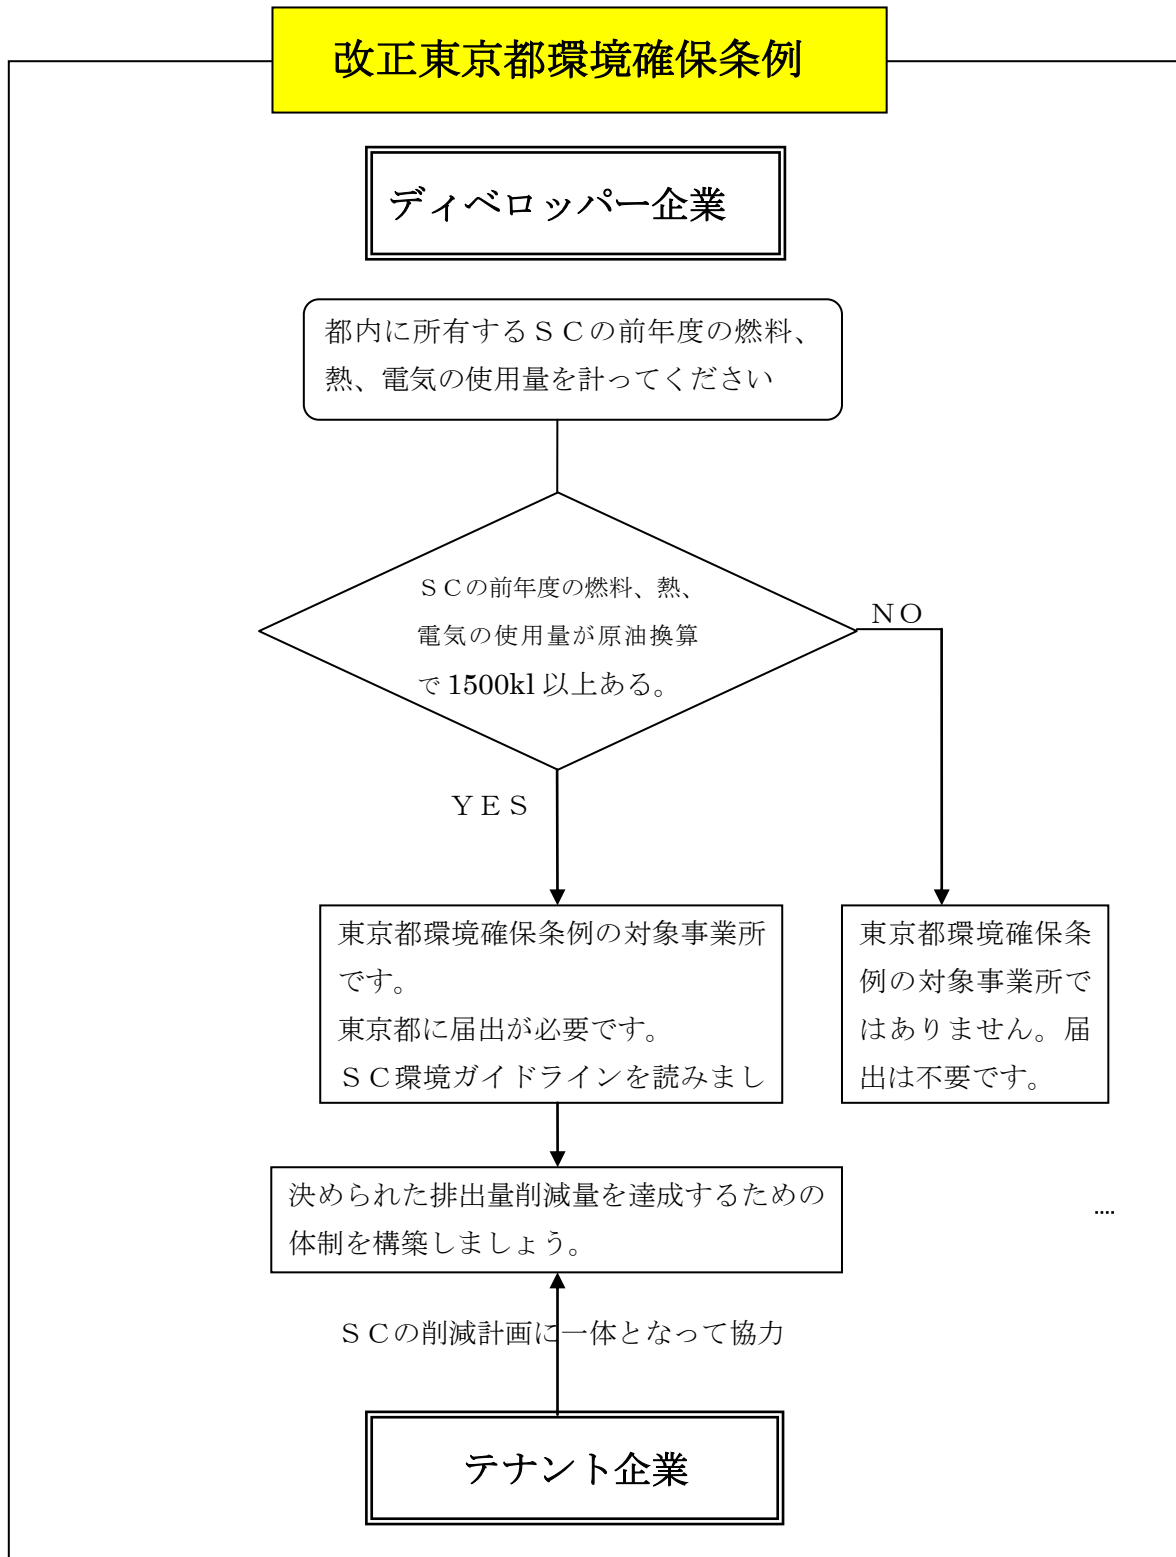 改正東京都環境確保条例
ディベロッパー企業
都内に所有するＳＣの前年度の燃料、
熱、電気の使用量を計ってください
ＳＣの前年度の燃料、熱、
電気の使用量が原油換算
で 1500kl 以上ある。
ＮＯ
ＹＥＳ
東京都環境確保条例の対象事業所
です。
東京都に届出が必要です。
ＳＣ環境ガイドラインを読みまし
東京都環境確保条
例の対象事業所で
はありません。届
出は不要です。
決められた排出量削減量を達成するための
体制を構築しましょう。
....
ＳＣの削減計画に一体となって協力
テナント企業